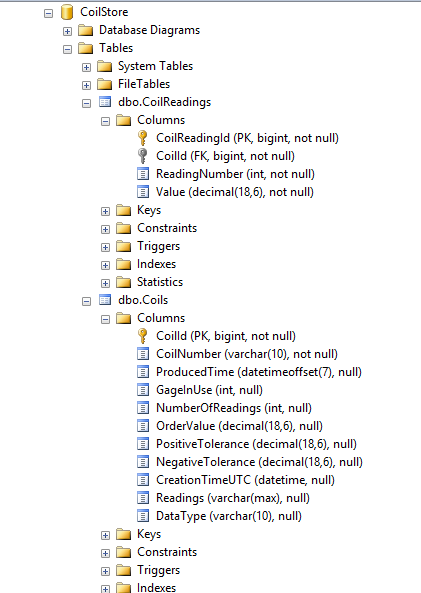 CoilStore
Database Diagrams
Tables
System Tables
FileTables
dbo.CoilReadings
Columns
CoilReadingId (PK, bigint, not null)
CoilId (FK, bigint, not null)
ReadingNumber (int, not null)
Value (decimal(18,6), not null)
Keys
Constraints
Triggers
Indexes
Statistics
dbo.Coils
Columns
CoilId (PK, bigint, not null)
CoilNumber (varchar(10), not null)
ProducedTime (datetimeoffset(7), null)
GageInUse (int, null)
NumberOfReadings (int, null)
OrderValue (decimal(18,6), null)
PositiveTolerance (decimal(18,6), null)
NegativeTolerance (decimal(18,6), null)
CreationTimeUTC (datetime, null)
Readings (varchar(max), null)
DataType (varchar(10), null)
Keys
Constraints
Triggers
Indexes